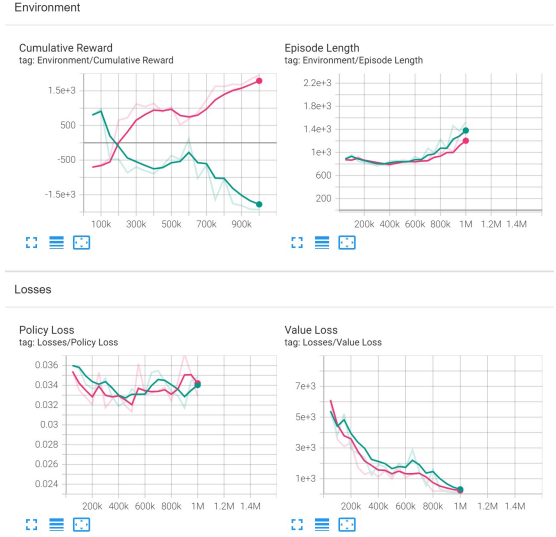 Environment
Cumulative Reward
tag: Environment/Cumulative Reward
1.5e+3
500
-500
-1.5e+3
100k 300k 500k 700k 900k
Episode Length
tag: Environment/Episode Length
2.2e+3
1.8e+3
1.4e+3
1e+3
600
200
200k 400k 600k 800k 1M 1.2M 1.4M
Losses
Policy Loss
tag: Losses/Policy Loss
0.036
0.034
0.032
0.03
0.028
0.026
0.024
200k 400k 600k 800k 1M 1.2M 1.4M
Value Loss
tag: Losses/Value Loss
7e+3
5e+3
3e+3
1e+3
200k 400k 600k 800k 1M 1.2M 1.4M